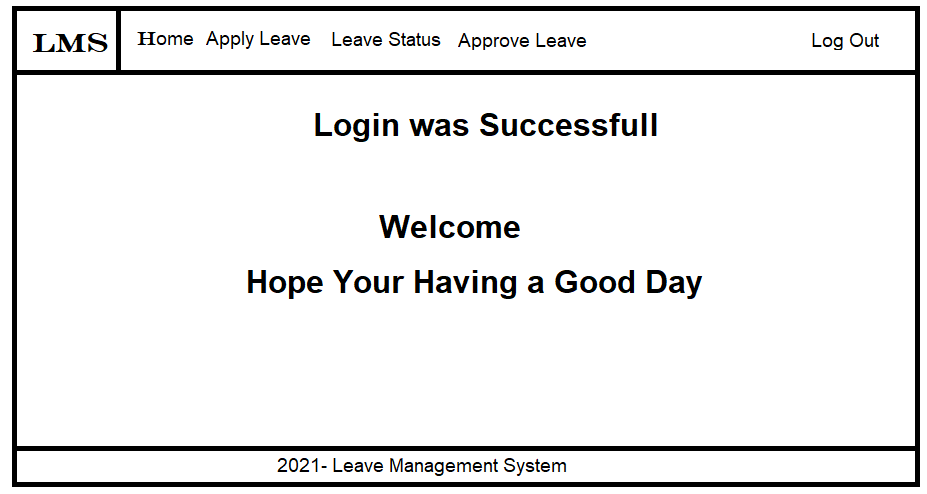 LMS Home Apply Leave Leave Status Approve Leave Log Out
Login was Successfull
Welcome
Hope Your Having a Good Day
2021- Leave Management System